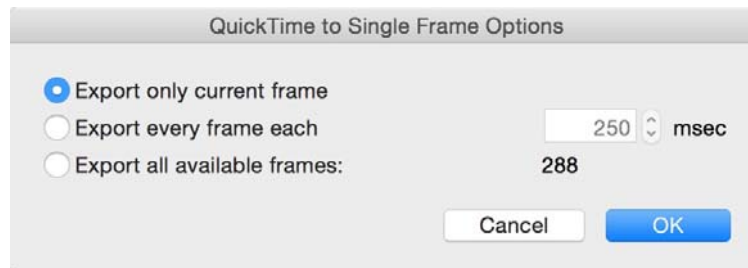 QuickTime to Single Frame Options
Export only current frame
Export every frame each 250 msec
Export all available frames: 288
Cancel OK